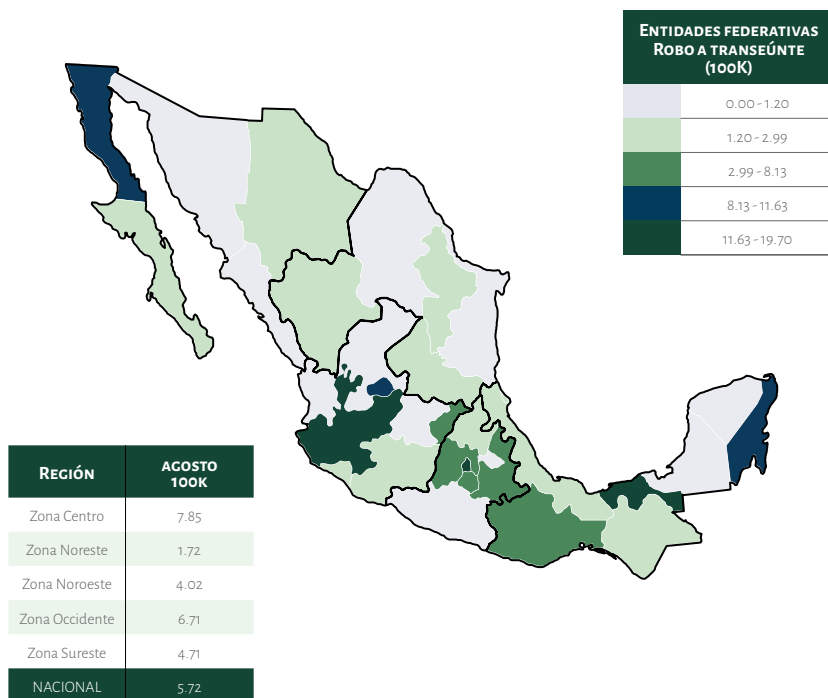 ENTIDADES FEDERATIVAS
ROBO A TRANSEÚNTE
(100K)
0.00 - 1.20
1.20 - 2.99
2.99 - 8.13
8.13 - 11.63
11.63 - 19.70
REGIÓN AGOSTO 100K
Zona Centro 7.85
Zona Noreste 1.72
Zona Noroeste 4.02
Zona Occidente 6.71
Zona Sureste 4.71
NACIONAL 5.72